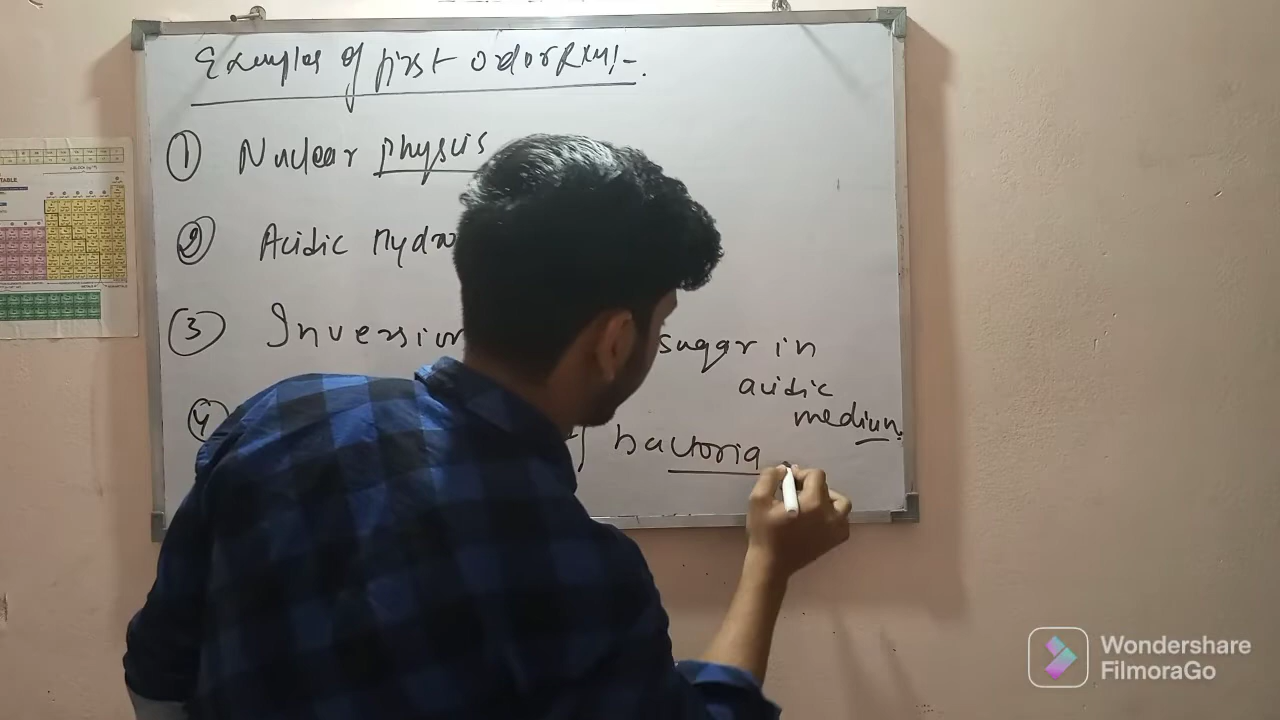 Examples of first order Rxn:-
① Nuclear physics
② Acidic Hydro
③ Inversion sugar in
acidic
medium.
④ of bacteria
TABLE
Wondershare
FilmoraGo